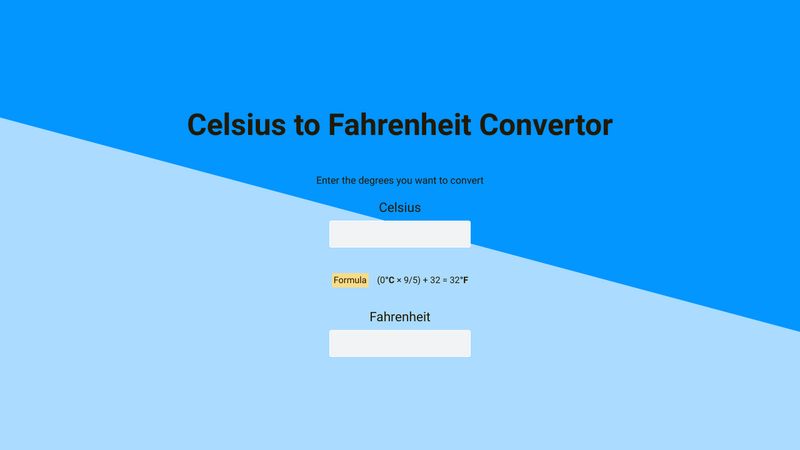 Celsius to Fahrenheit Convertor
Enter the degrees you want to convert
Celsius
Formula (0°C × 9/5) + 32 = 32°F
Fahrenheit